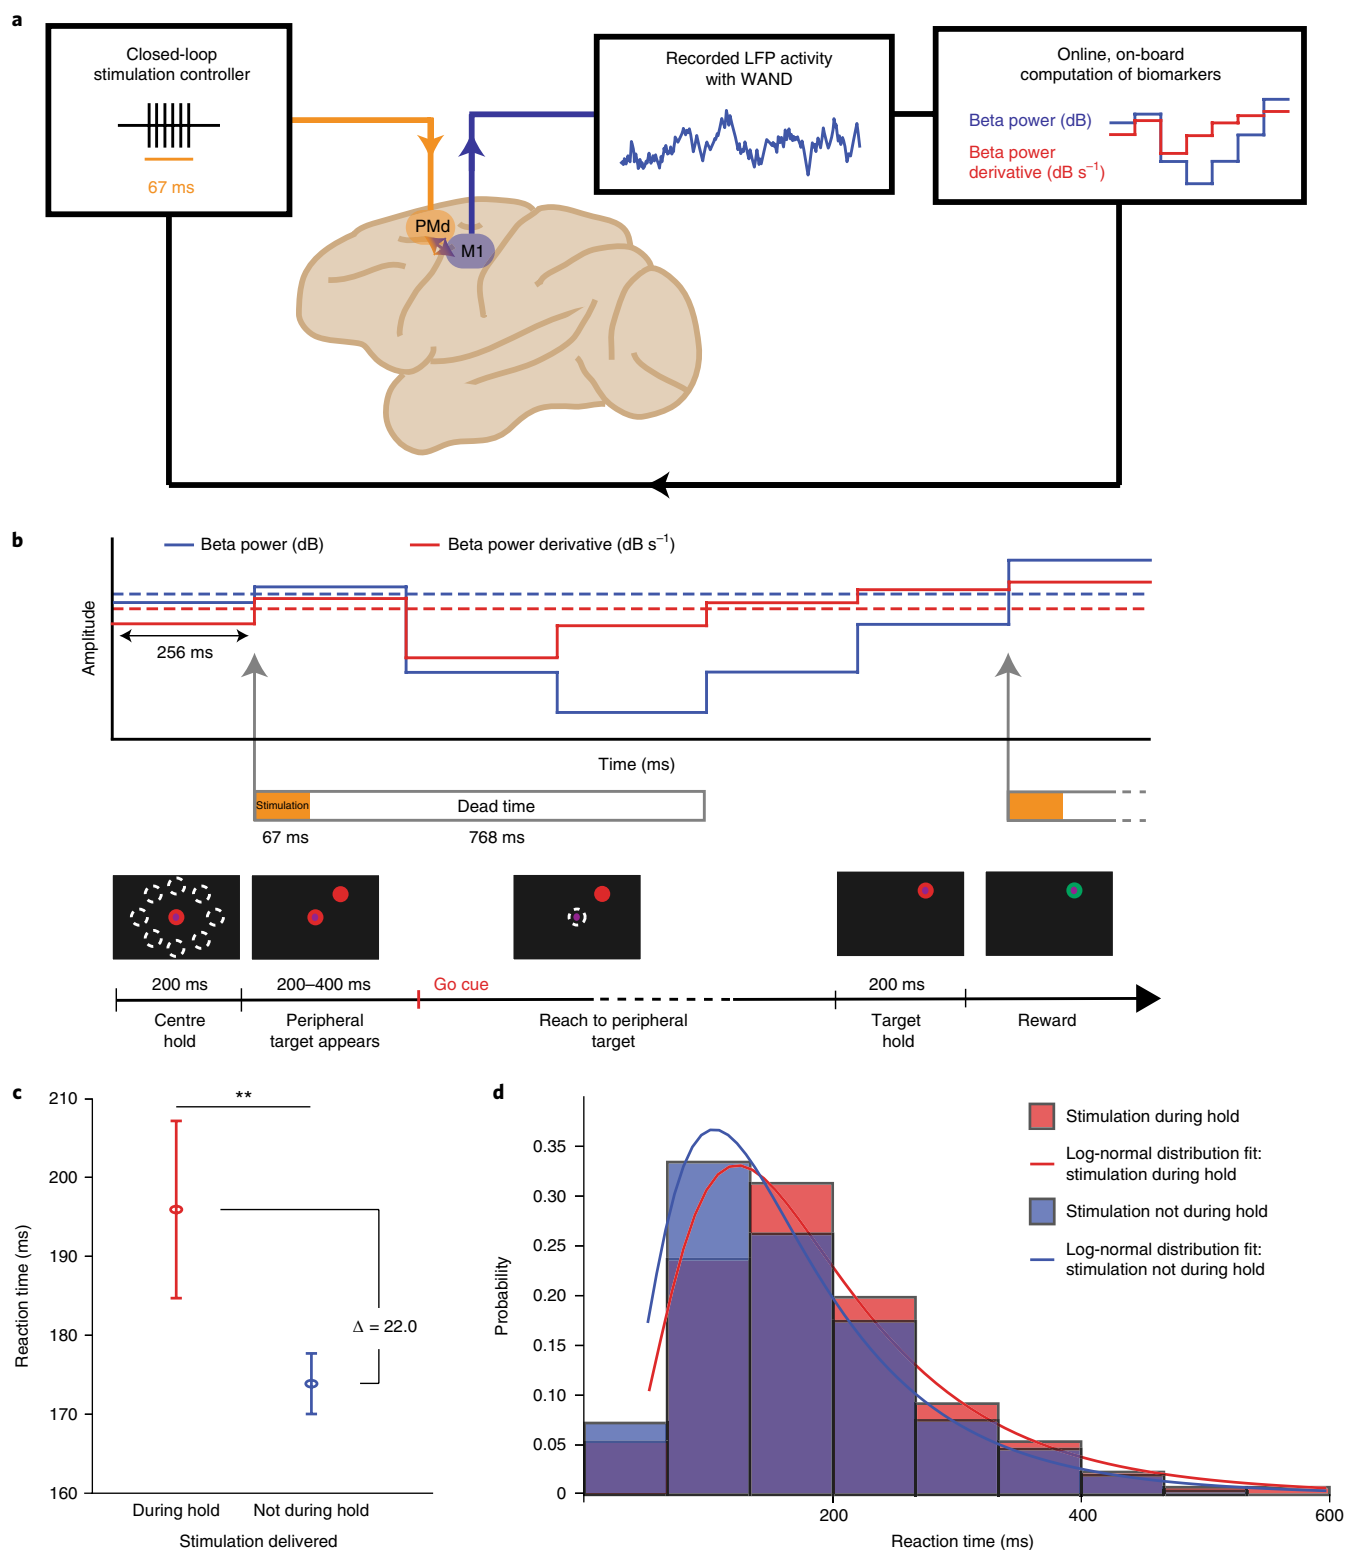 a
Closed-loop
stimulation controller
67 ms
Recorded LFP activity
with WAND
Online, on-board
computation of biomarkers
Beta power (dB)
Beta power
derivative (dB s⁻¹)
PMd
M1
b
Beta power (dB)
Beta power derivative (dB s⁻¹)
Amplitude
256 ms
Time (ms)
Stimulation
Dead time
67 ms
768 ms
200 ms
200–400 ms
Go cue
200 ms
Centre
hold
Peripheral
target appears
Reach to peripheral
target
Target
hold
Reward
c
210
200
190
180
170
160
Reaction time (ms)
**
Δ = 22.0
During hold
Not during hold
Stimulation delivered
d
0.35
0.30
0.25
0.20
0.15
0.10
0.05
0
Probability
200
400
600
Reaction time (ms)
Stimulation during hold
Log-normal distribution fit:
stimulation during hold
Stimulation not during hold
Log-normal distribution fit:
stimulation not during hold